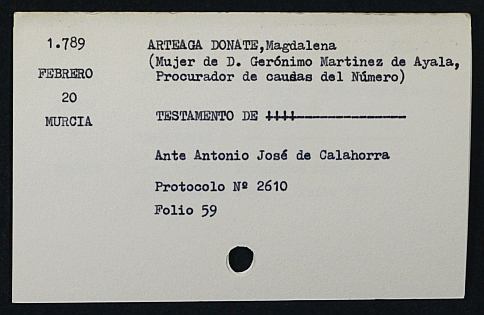 1.789
FEBRERO
20
MURCIA
ARTEAGA DONATE,Magdalena
(Mujer de D. Gerónimo Martinez de Ayala,
Procurador de causas del Número)
TESTAMENTO DE
Ante Antonio José de Calahorra
Protocolo Nº 2610
Folio 59